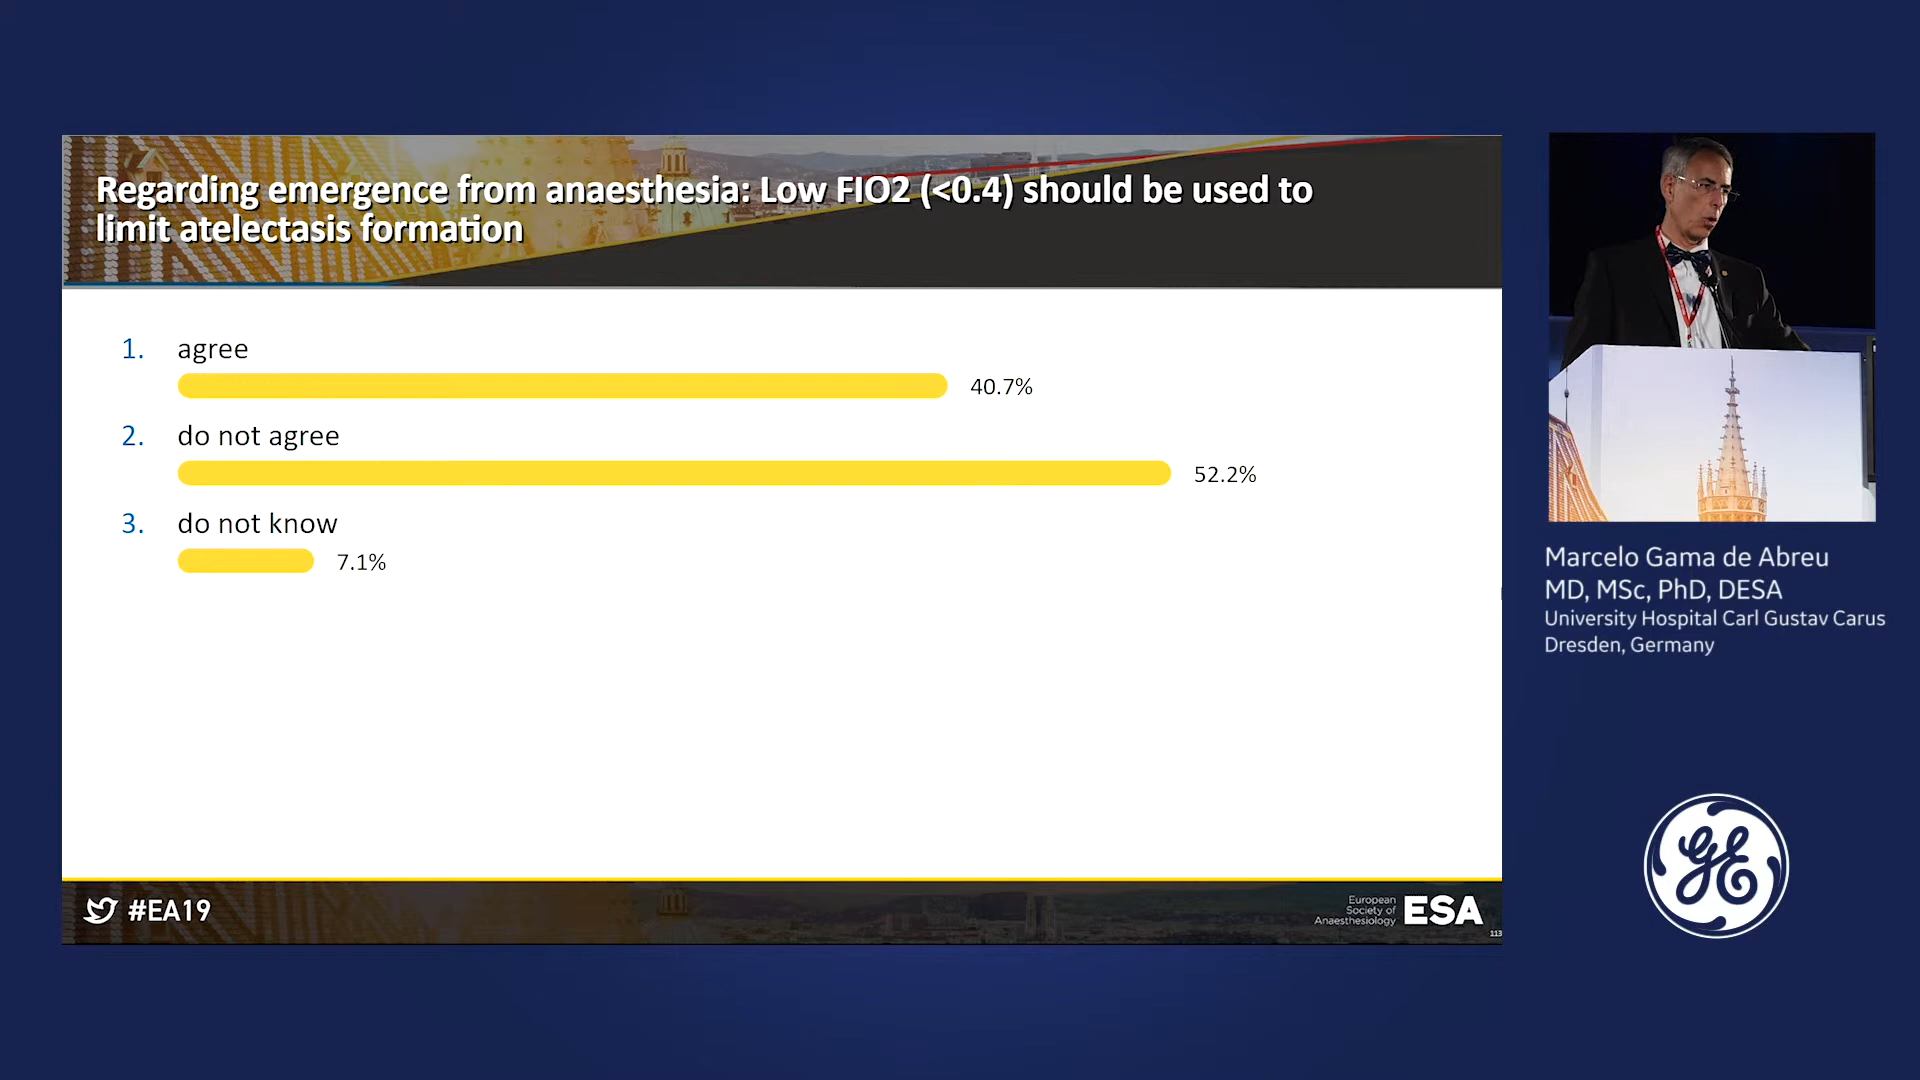 Regarding emergence from anaesthesia: Low FIO2 (<0.4) should be used to
limit atelectasis formation
1. agree
40.7%
2. do not agree
52.2%
3. do not know
7.1%
#EA19
European
Society of
Anaesthesiology
ESA
113
Marcelo Gama de Abreu
MD, MSc, PhD, DESA
University Hospital Carl Gustav Carus
Dresden, Germany
GE